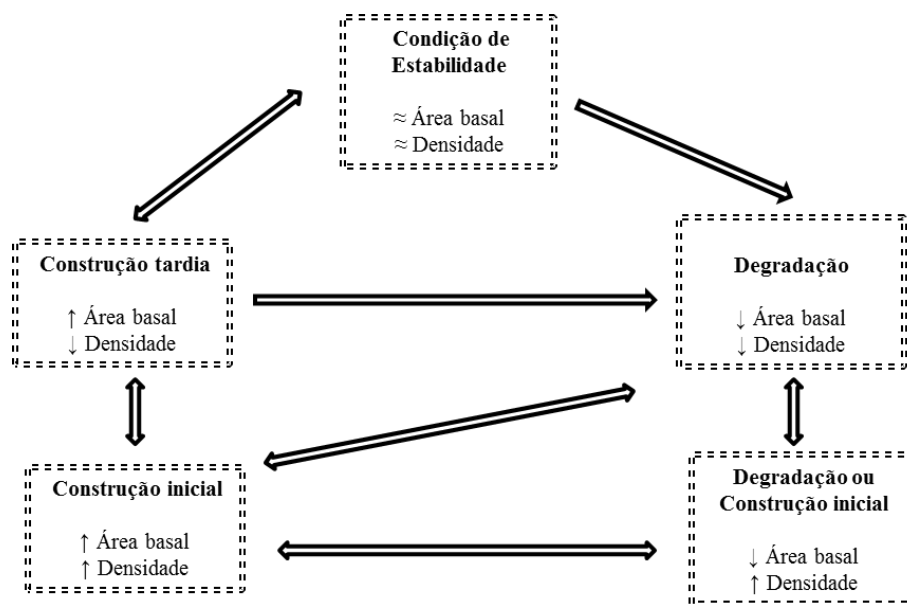 Condição de
Estabilidade
≈ Área basal
≈ Densidade
Construção tardia
↑ Área basal
↓ Densidade
Degradação
↓ Área basal
↓ Densidade
Construção inicial
↑ Área basal
↑ Densidade
Degradação ou
Construção inicial
↓ Área basal
↑ Densidade